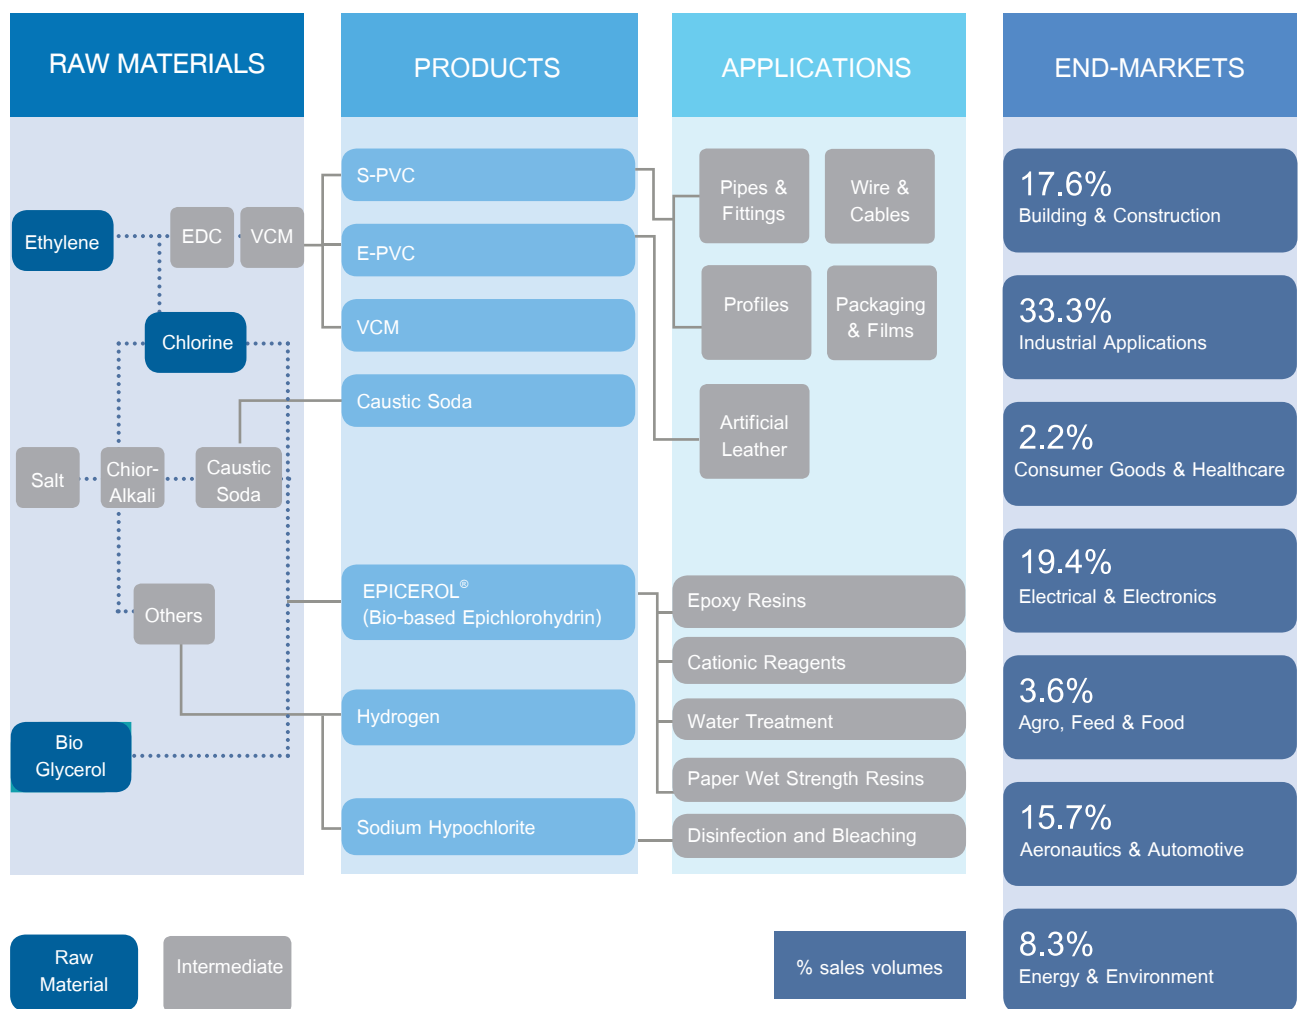 RAW MATERIALS
PRODUCTS
APPLICATIONS
END-MARKETS
Ethylene
EDC
VCM
Chlorine
Salt
Chior-
Alkali
Caustic
Soda
Others
Bio
Glycerol
S-PVC
E-PVC
VCM
Caustic Soda
EPICEROL®
(Bio-based Epichlorohydrin)
Hydrogen
Sodium Hypochlorite
Pipes &
Fittings
Wire &
Cables
Profiles
Packaging
& Films
Artificial
Leather
Epoxy Resins
Cationic Reagents
Water Treatment
Paper Wet Strength Resins
Disinfection and Bleaching
17.6%
Building & Construction
33.3%
Industrial Applications
2.2%
Consumer Goods & Healthcare
19.4%
Electrical & Electronics
3.6%
Agro, Feed & Food
15.7%
Aeronautics & Automotive
8.3%
Energy & Environment
Raw
Material
Intermediate
% sales volumes